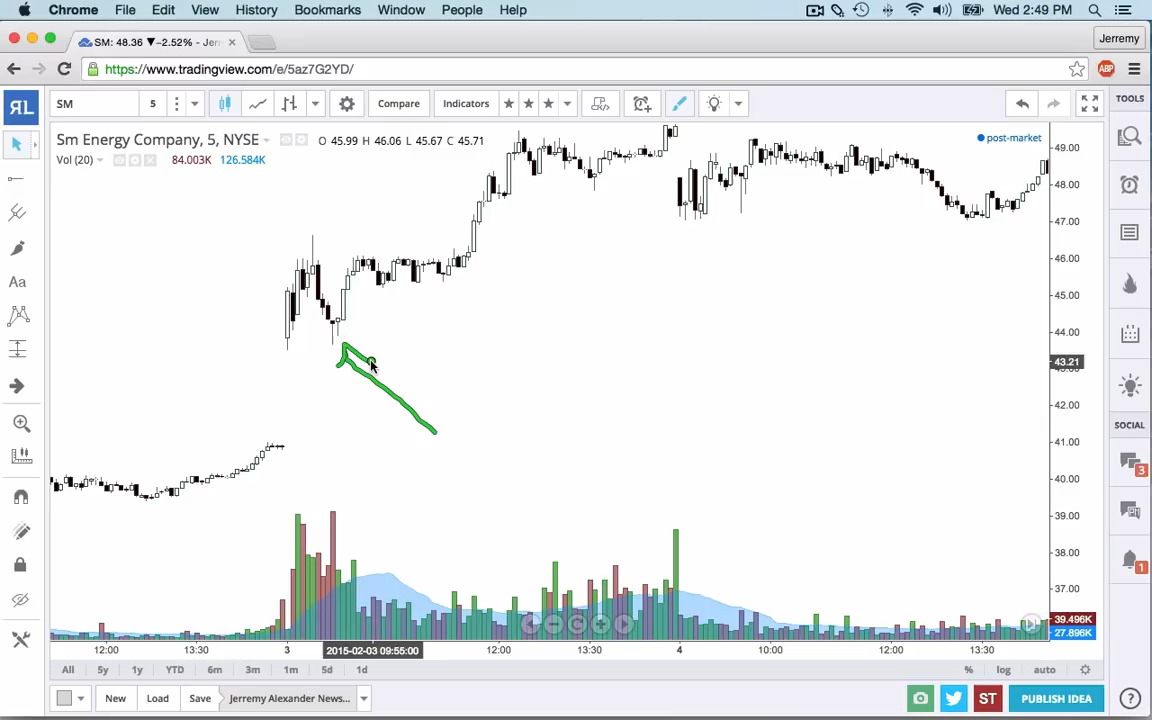 Chrome File Edit View History Bookmarks Window People Help Wed 2:49 PM
SM: 48.36 ▼−2.52% - Jer Jerremy
https://www.tradingview.com/e/5az7G2YD/ ABP
SM 5 Compare Indicators TOOLS
Sm Energy Company, 5, NYSE O 45.99 H 46.06 L 45.67 C 45.71 post-market
Vol (20) 84.003K 126.584K
49.00
48.00
47.00
46.00
45.00
44.00
43.21
42.00
41.00
40.00
39.00
38.00
37.00
39.496K
27.896K
Aa
SOCIAL
3
1
12:00 13:30 3 2015-02-03 09:55:00 12:00 13:30 4 10:00 12:00 13:30
All 5y 1y YTD 6m 3m 1m 5d 1d % log auto
New Load Save Jerremy Alexander News... ST PUBLISH IDEA ?